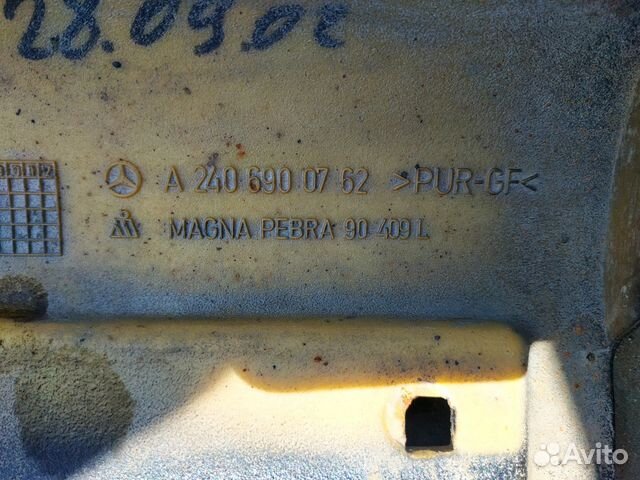 28.09.02
A 240 690 07 62 >PUR-GF<
MAGNA PEBRA 90 409 L
Avito